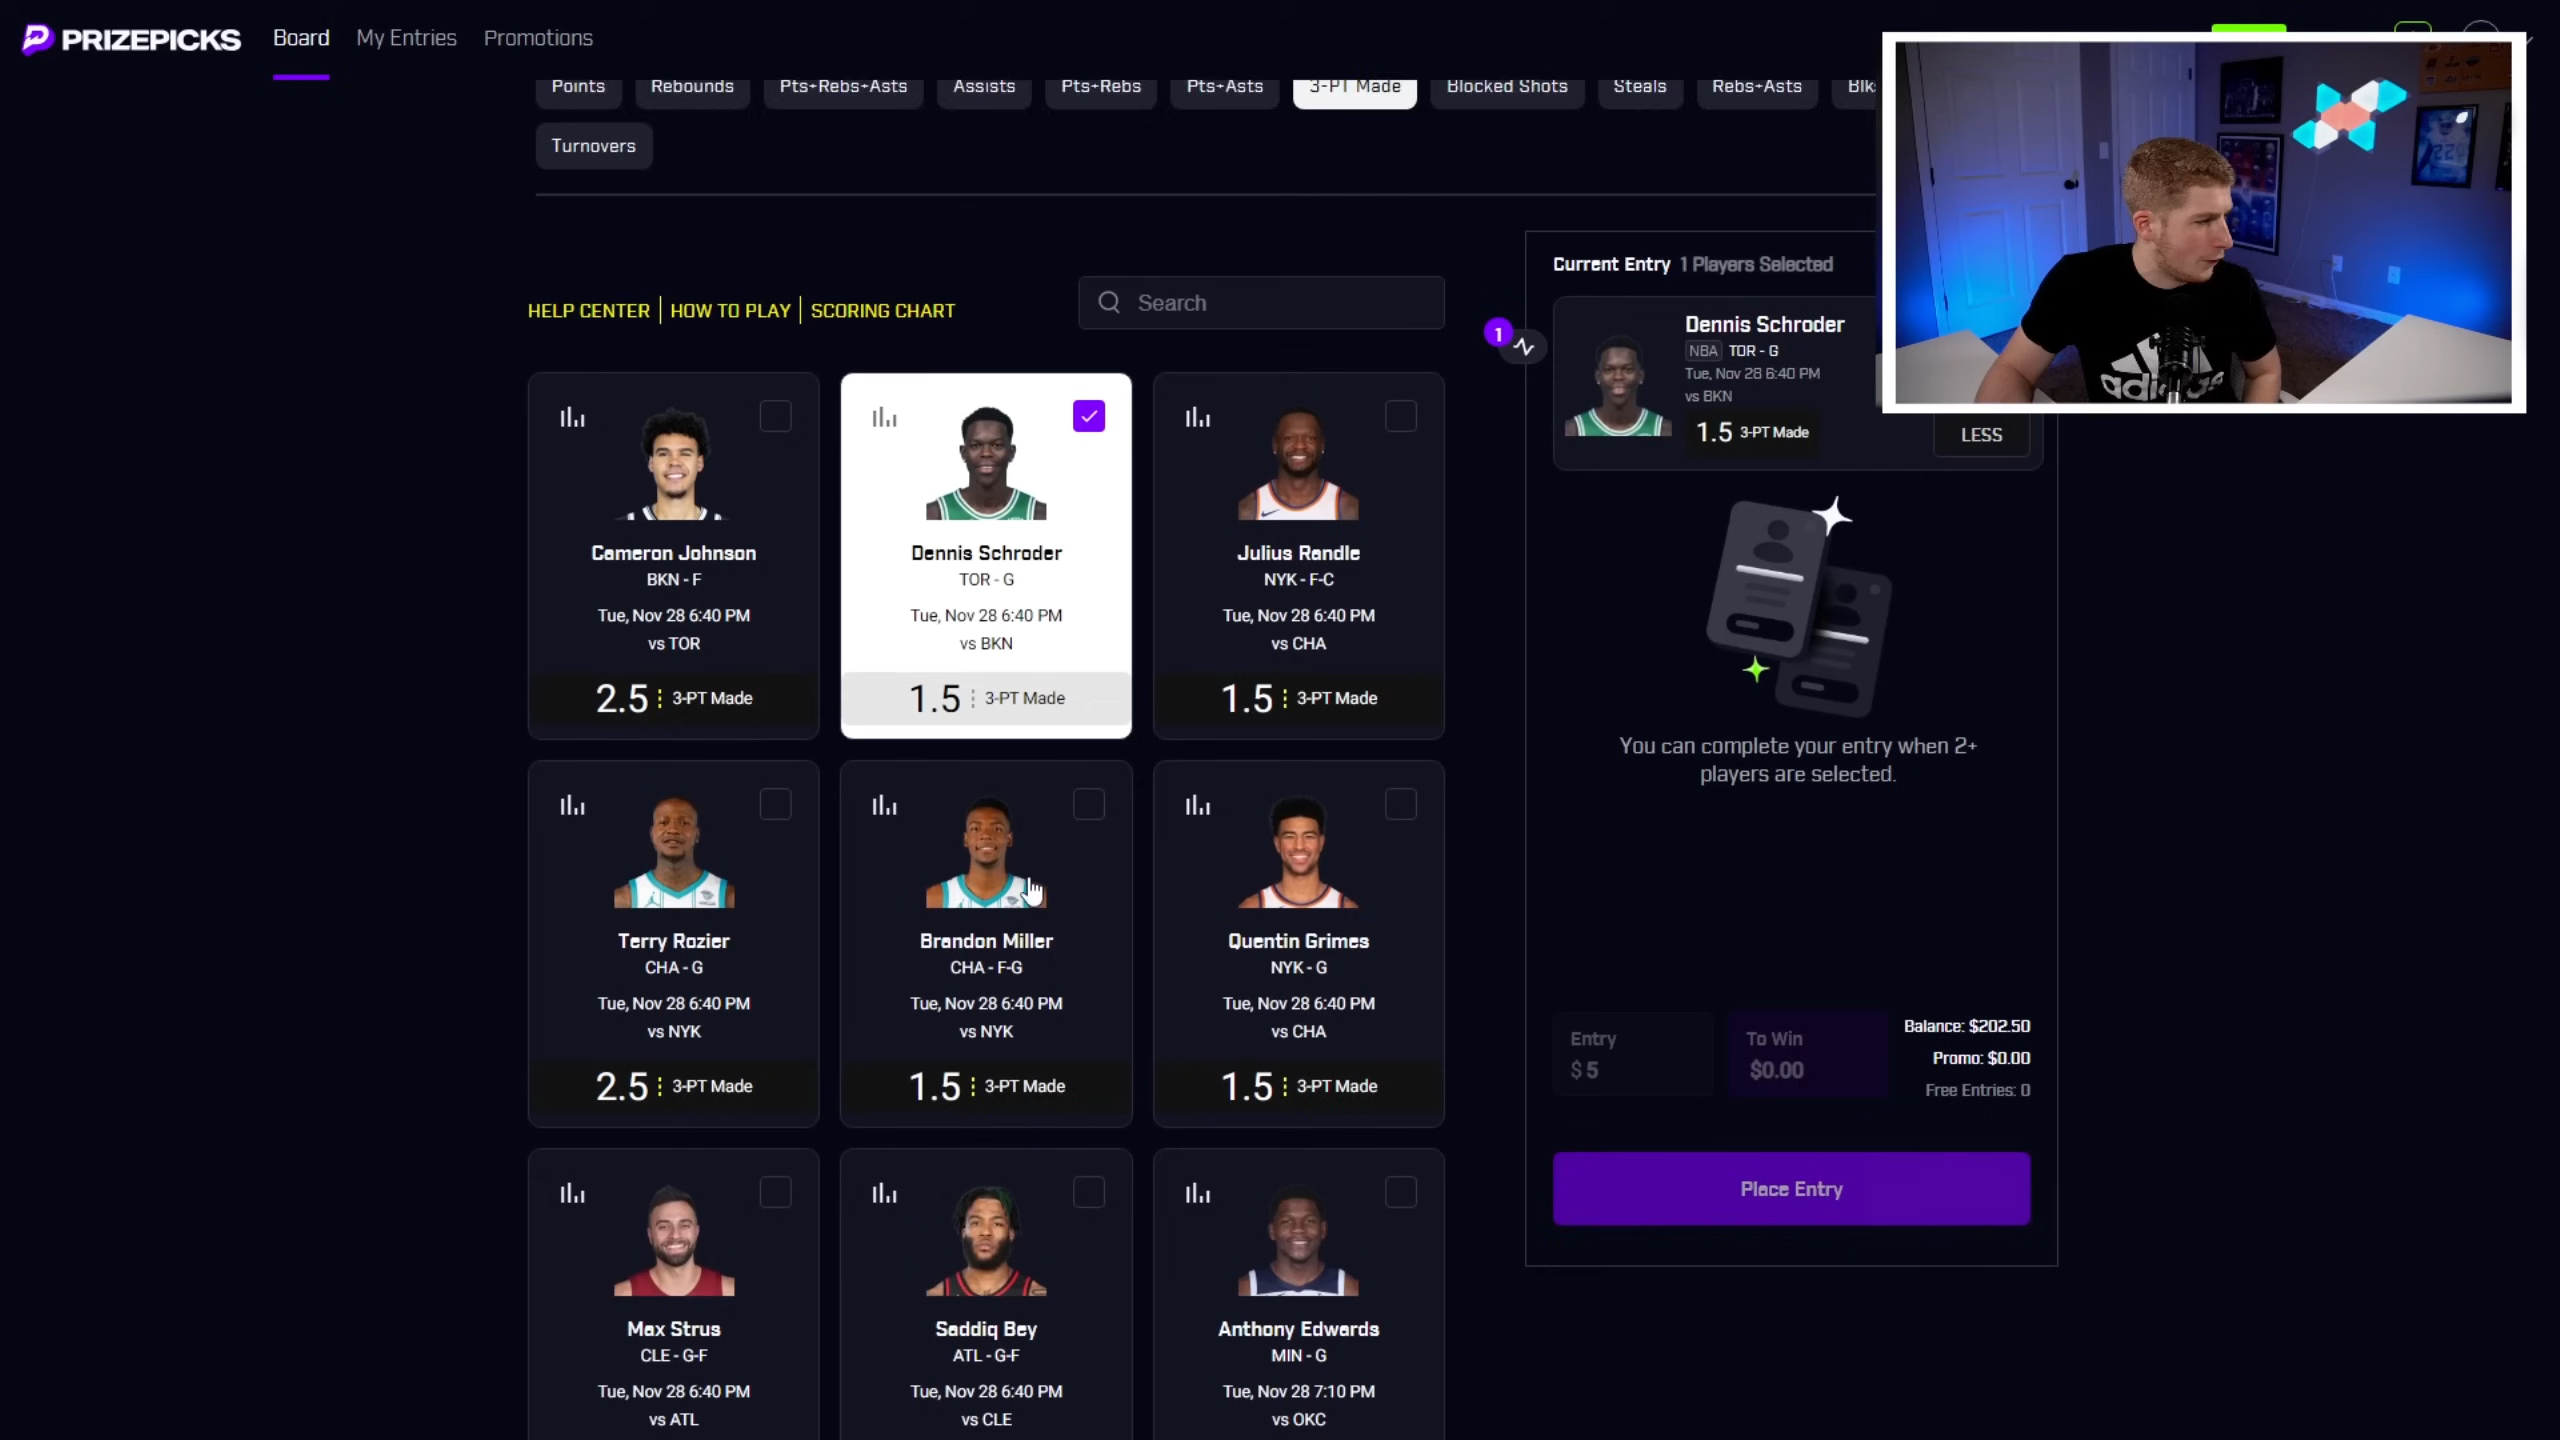 PRIZEPICKS
Board
My Entries
Promotions
Points
Rebounds
Pts+Rebs+Asts
Assists
Pts+Rebs
Pts+Asts
3-PT Made
Blocked Shots
Steals
Rebs+Asts
Turnovers
HELP CENTER
HOW TO PLAY
SCORING CHART
Search
Cameron Johnson
BKN - F
Tue, Nov 28 6:40 PM
vs TOR
2.5 3-PT Made
Dennis Schroder
TOR - G
Tue, Nov 28 6:40 PM
vs BKN
1.5 3-PT Made
Julius Randle
NYK - F-C
Tue, Nov 28 6:40 PM
vs CHA
1.5 3-PT Made
Terry Rozier
CHA - G
Tue, Nov 28 6:40 PM
vs NYK
2.5 3-PT Made
Brandon Miller
CHA - F-G
Tue, Nov 28 6:40 PM
vs NYK
1.5 3-PT Made
Quentin Grimes
NYK - G
Tue, Nov 28 6:40 PM
vs CHA
1.5 3-PT Made
Max Strus
CLE - G-F
Tue, Nov 28 6:40 PM
vs ATL
Saddiq Bey
ATL - G-F
Tue, Nov 28 6:40 PM
vs CLE
Anthony Edwards
MIN - G
Tue, Nov 28 7:10 PM
vs OKC
Current Entry 1 Players Selected
1
Dennis Schroder
NBA TOR - G
Tue, Nov 28 6:40 PM
vs BKN
1.5 3-PT Made
LESS
You can complete your entry when 2+
players are selected.
Entry
$ 5
To Win
$0.00
Balance: $202.50
Promo: $0.00
Free Entries: 0
Place Entry
adidas